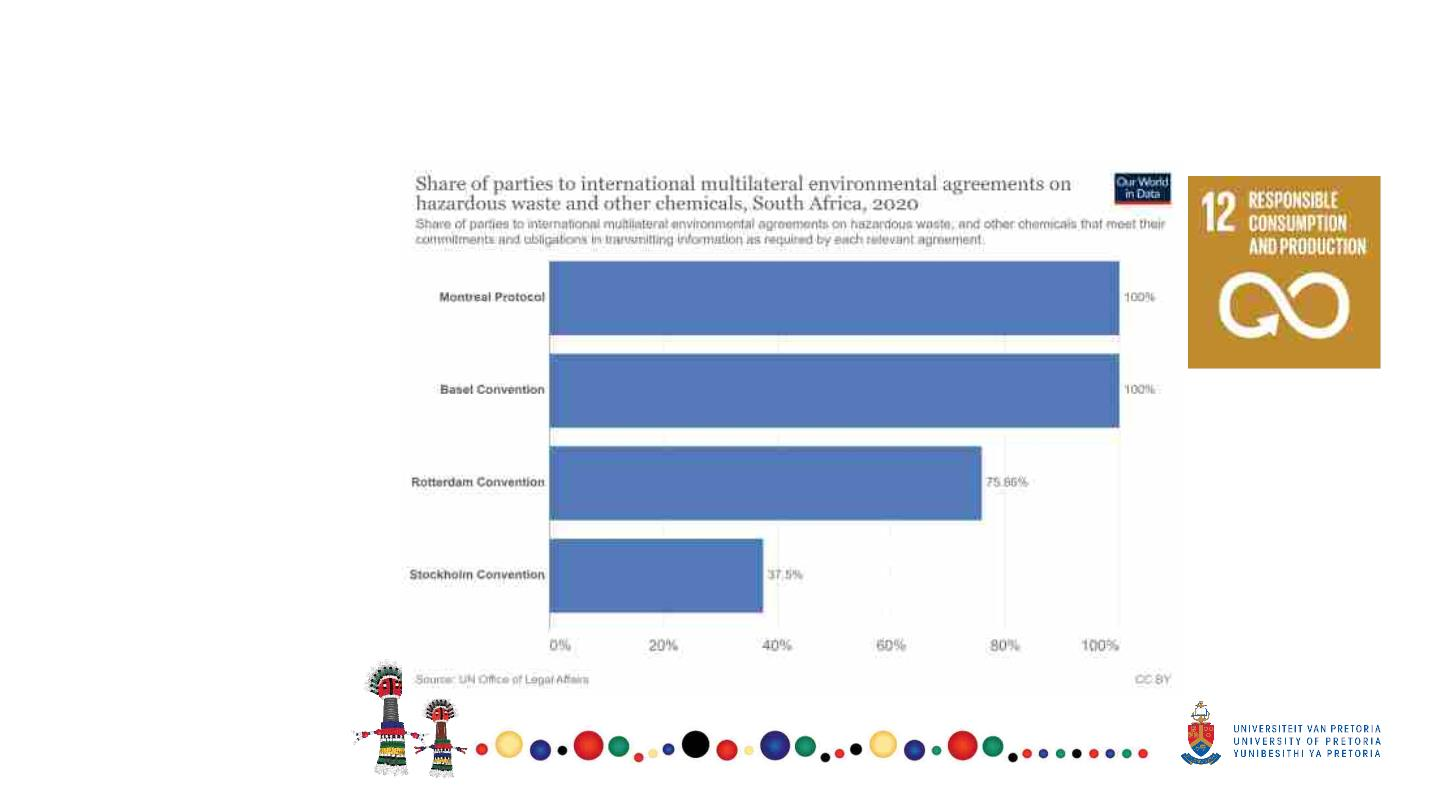 Share of parties to international multilateral environmental agreements on
hazardous waste and other chemicals, South Africa, 2020
Our World
in Data
Share of parties to international multilateral environmental agreements on hazardous waste, and other chemicals that meet their
commitments and obligations in transmitting information as required by each relevant agreement.
12 RESPONSIBLE
CONSUMPTION
AND PRODUCTION
Montreal Protocol 100%
Basel Convention 100%
Rotterdam Convention 75.86%
Stockholm Convention 37.5%
0% 20% 40% 60% 80% 100%
Source: UN Office of Legal Affairs CC BY
UNIVERSITEIT VAN PRETORIA
UNIVERSITY OF PRETORIA
YUNIBESITHI YA PRETORIA